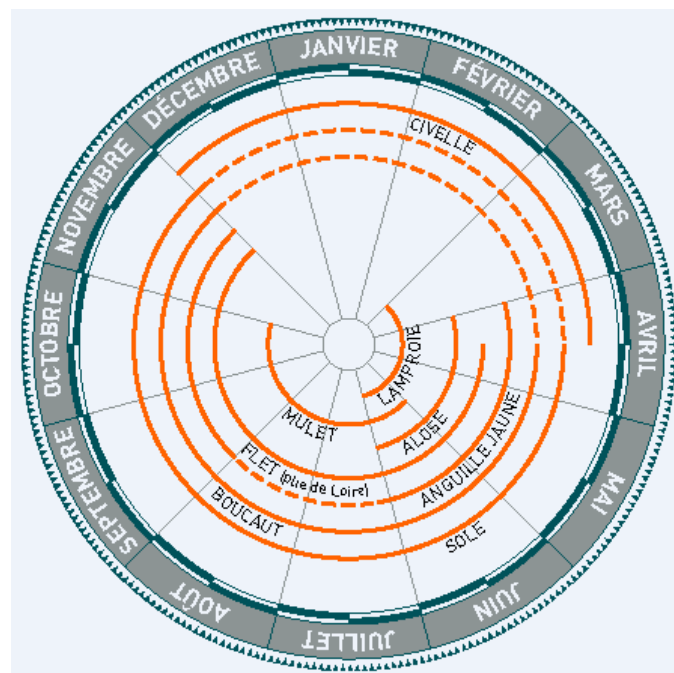 JANVIER
FÉVRIER
MARS
AVRIL
MAI
JUIN
JUILLET
AOÛT
SEPTEMBRE
OCTOBRE
NOVEMBRE
DÉCEMBRE
CIVELLE
LAMPROIE
ALOSE
MULET
ANGUILLE JAUNE
FLET (plie de Loire)
BOUCAUT
SOLE